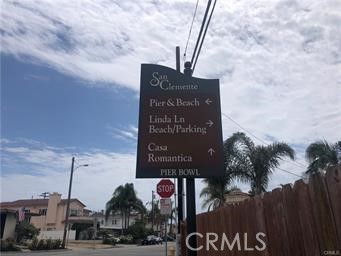 San
Clemente
Pier & Beach ←
Linda Ln →
Beach/Parking
Casa ↑
Romantica
PIER BOWL
STOP
CRMLS